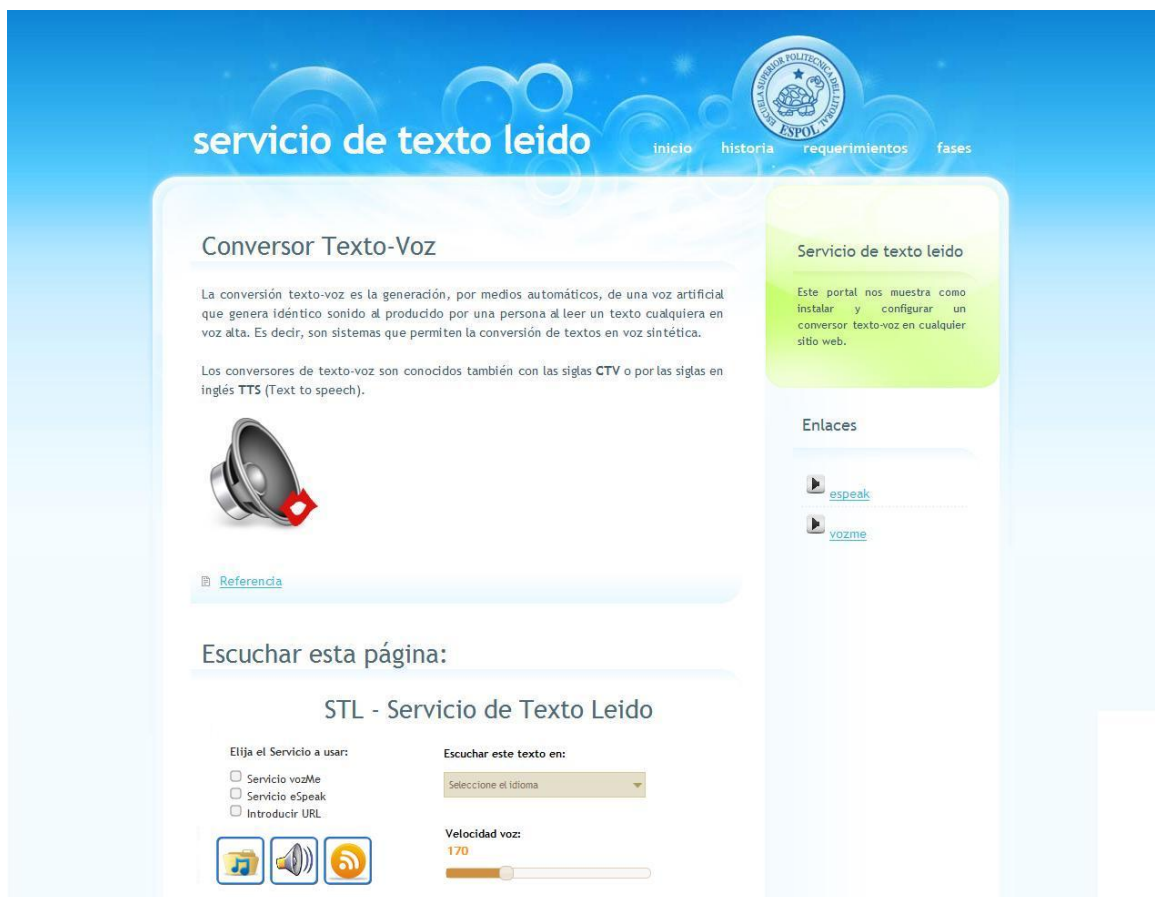 ESCUELA SUPERIOR POLITECNICA DEL LITORAL
ESPOL
servicio de texto leido
inicio historia requerimientos fases
Conversor Texto-Voz
La conversión texto-voz es la generación, por medios automáticos, de una voz artificial
que genera idéntico sonido al producido por una persona al leer un texto cualquiera en
voz alta. Es decir, son sistemas que permiten la conversión de textos en voz sintética.
Los conversores de texto-voz son conocidos también con las siglas CTV o por las siglas en
inglés TTS (Text to speech).
Referencia
Servicio de texto leido
Este portal nos muestra como
instalar y configurar un
conversor texto-voz en cualquier
sitio web.
Enlaces
espeak
vozme
Escuchar esta página:
STL - Servicio de Texto Leido
Elija el Servicio a usar:
Servicio vozMe
Servicio eSpeak
Introducir URL
Escuchar este texto en:
Seleccione el idioma
Velocidad voz:
170